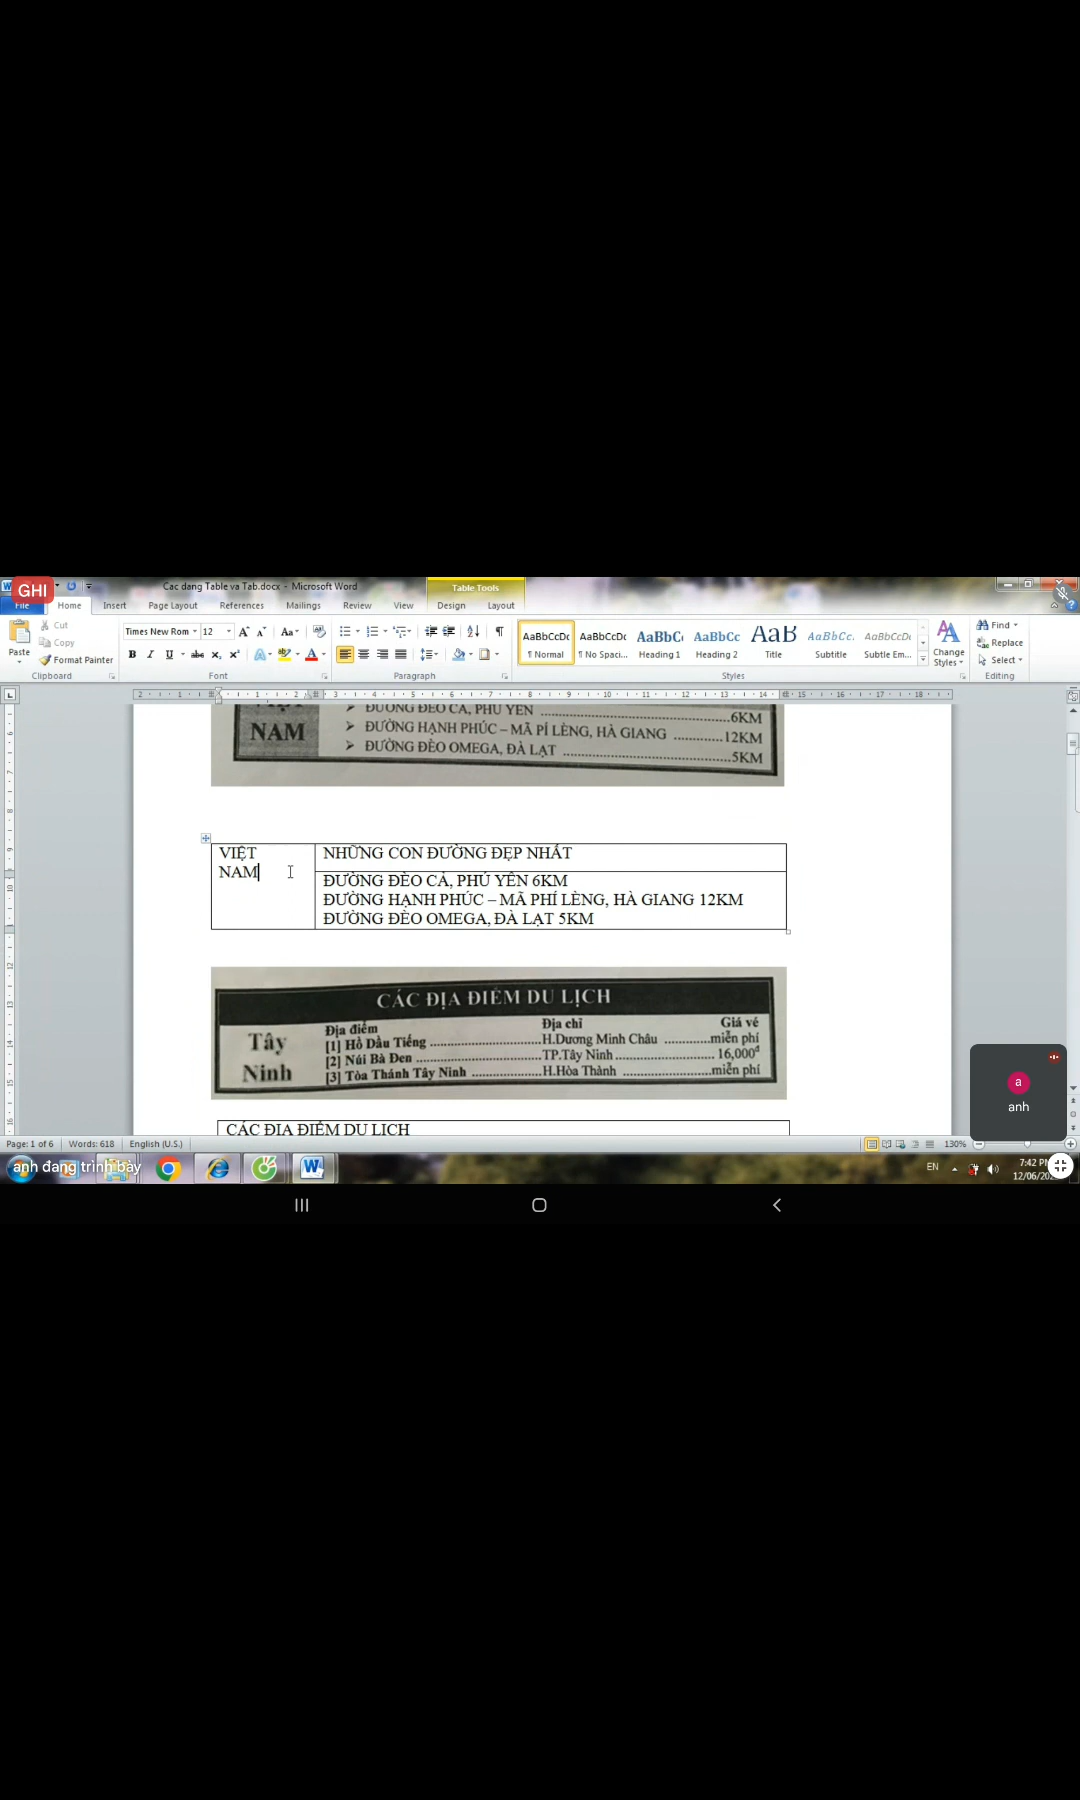 GHI
Cac dang Table va Tab.docx - Microsoft Word
Table Tools
File Home Insert Page Layout References Mailings Review View Design Layout
Paste
Cut
Copy
Format Painter
Clipboard
Times New Rom 12
Font
Paragraph
AaBbCcDc AaBbCcDc AaBbC AaBbCc AaB AaBbCc. AaBbCcDc
¶ Normal ¶ No Spaci... Heading 1 Heading 2 Title Subtitle Subtle Em...
Styles
Change Styles
Find
Replace
Select
Editing
NAM
ĐƯỜNG ĐÈO CẢ, PHÚ YÊN ...6KM
ĐƯỜNG HẠNH PHÚC – MÃ PÍ LÈNG, HÀ GIANG ...12KM
ĐƯỜNG ĐÈO OMEGA, ĐÀ LẠT ...5KM
VIỆT
NAM
NHỮNG CON ĐƯỜNG ĐẸP NHẤT
ĐƯỜNG ĐÈO CẢ, PHÚ YÊN 6KM
ĐƯỜNG HẠNH PHÚC – MÃ PHÍ LÈNG, HÀ GIANG 12KM
ĐƯỜNG ĐÈO OMEGA, ĐÀ LẠT 5KM
CÁC ĐỊA ĐIỂM DU LỊCH
Tây
Ninh
Địa điểm Địa chỉ Giá vé
[1] Hồ Dầu Tiếng ...H.Dương Minh Châu ...miễn phí
[2] Núi Bà Đen ...TP.Tây Ninh ...16,000đ
[3] Tòa Thánh Tây Ninh ...H.Hòa Thành ...miễn phí
CÁC ĐỊA ĐIỂM DU LỊCH
a
anh
Page: 1 of 6 Words: 618 English (U.S.) 130%
anh đang trình bày
EN
7:42 P
12/06/20